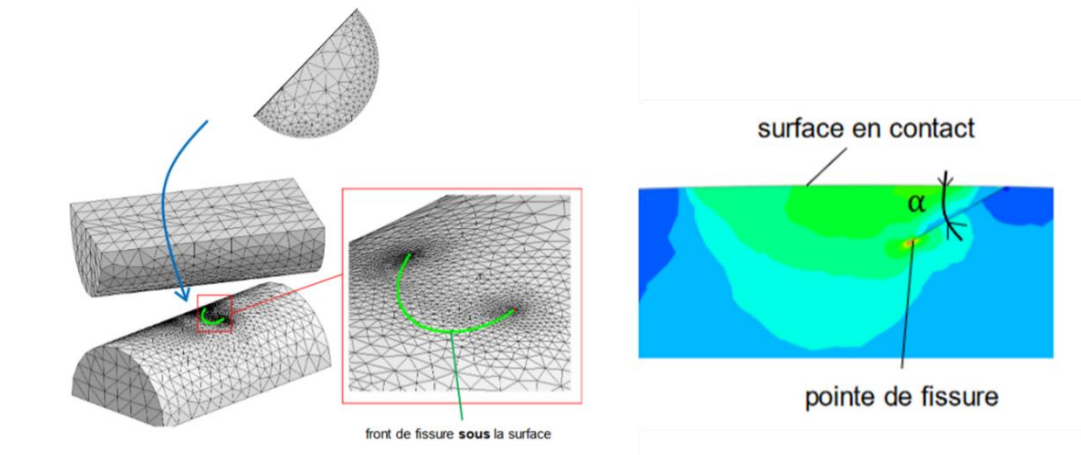 front de fissure sous la surface
surface en contact
α
pointe de fissure